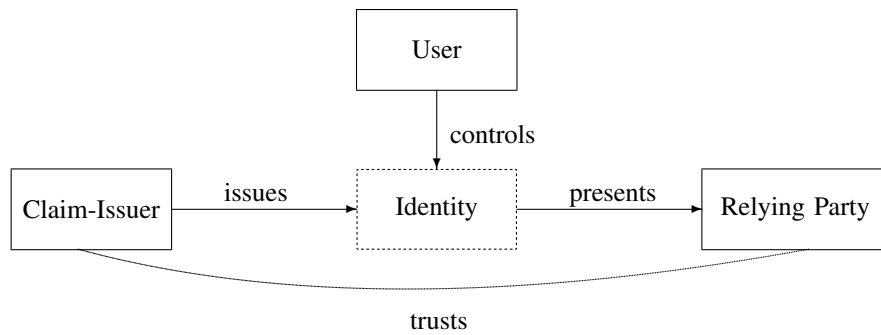 User
controls
issues
presents
Claim-Issuer
Identity
Relying Party
trusts